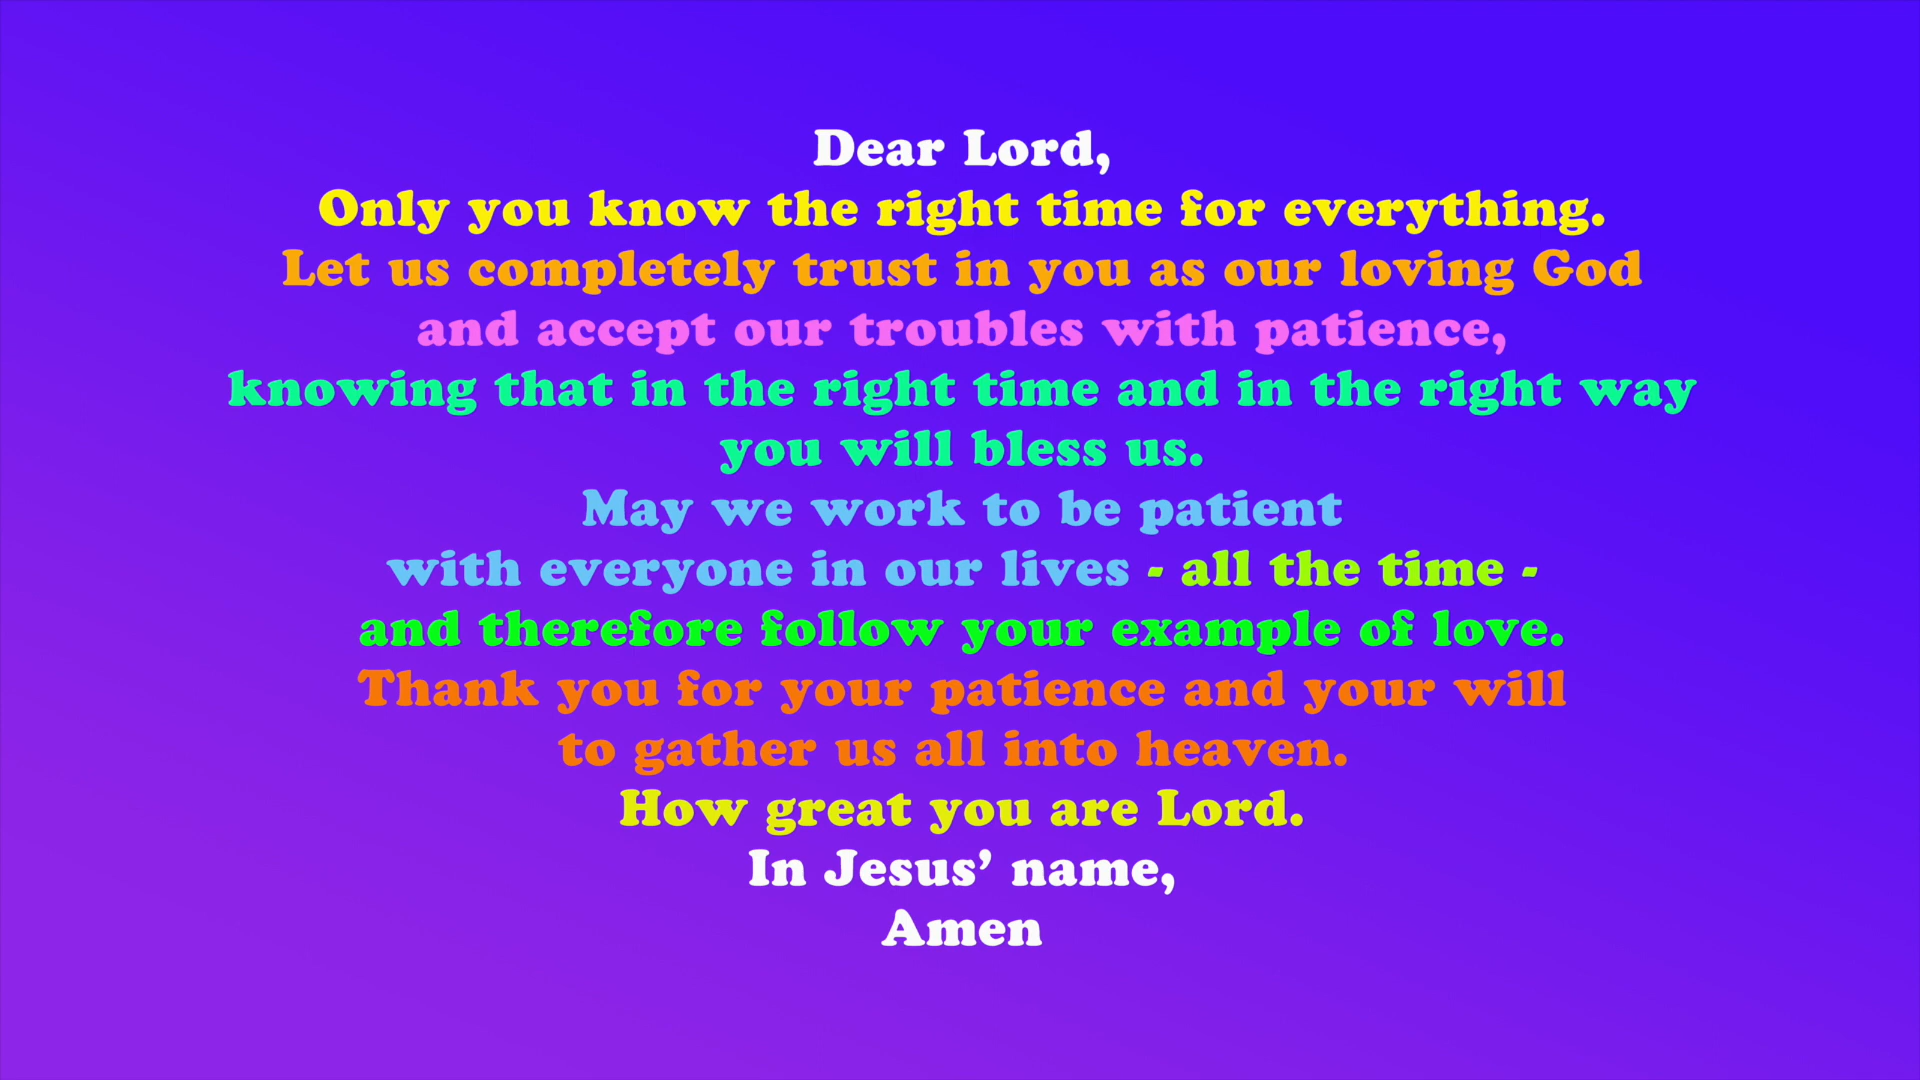 Dear Lord,
Only you know the right time for everything.
Let us completely trust in you as our loving God
and accept our troubles with patience,
knowing that in the right time and in the right way
you will bless us.
May we work to be patient
with everyone in our lives - all the time -
and therefore follow your example of love.
Thank you for your patience and your will
to gather us all into heaven.
How great you are Lord.
In Jesus’ name,
Amen